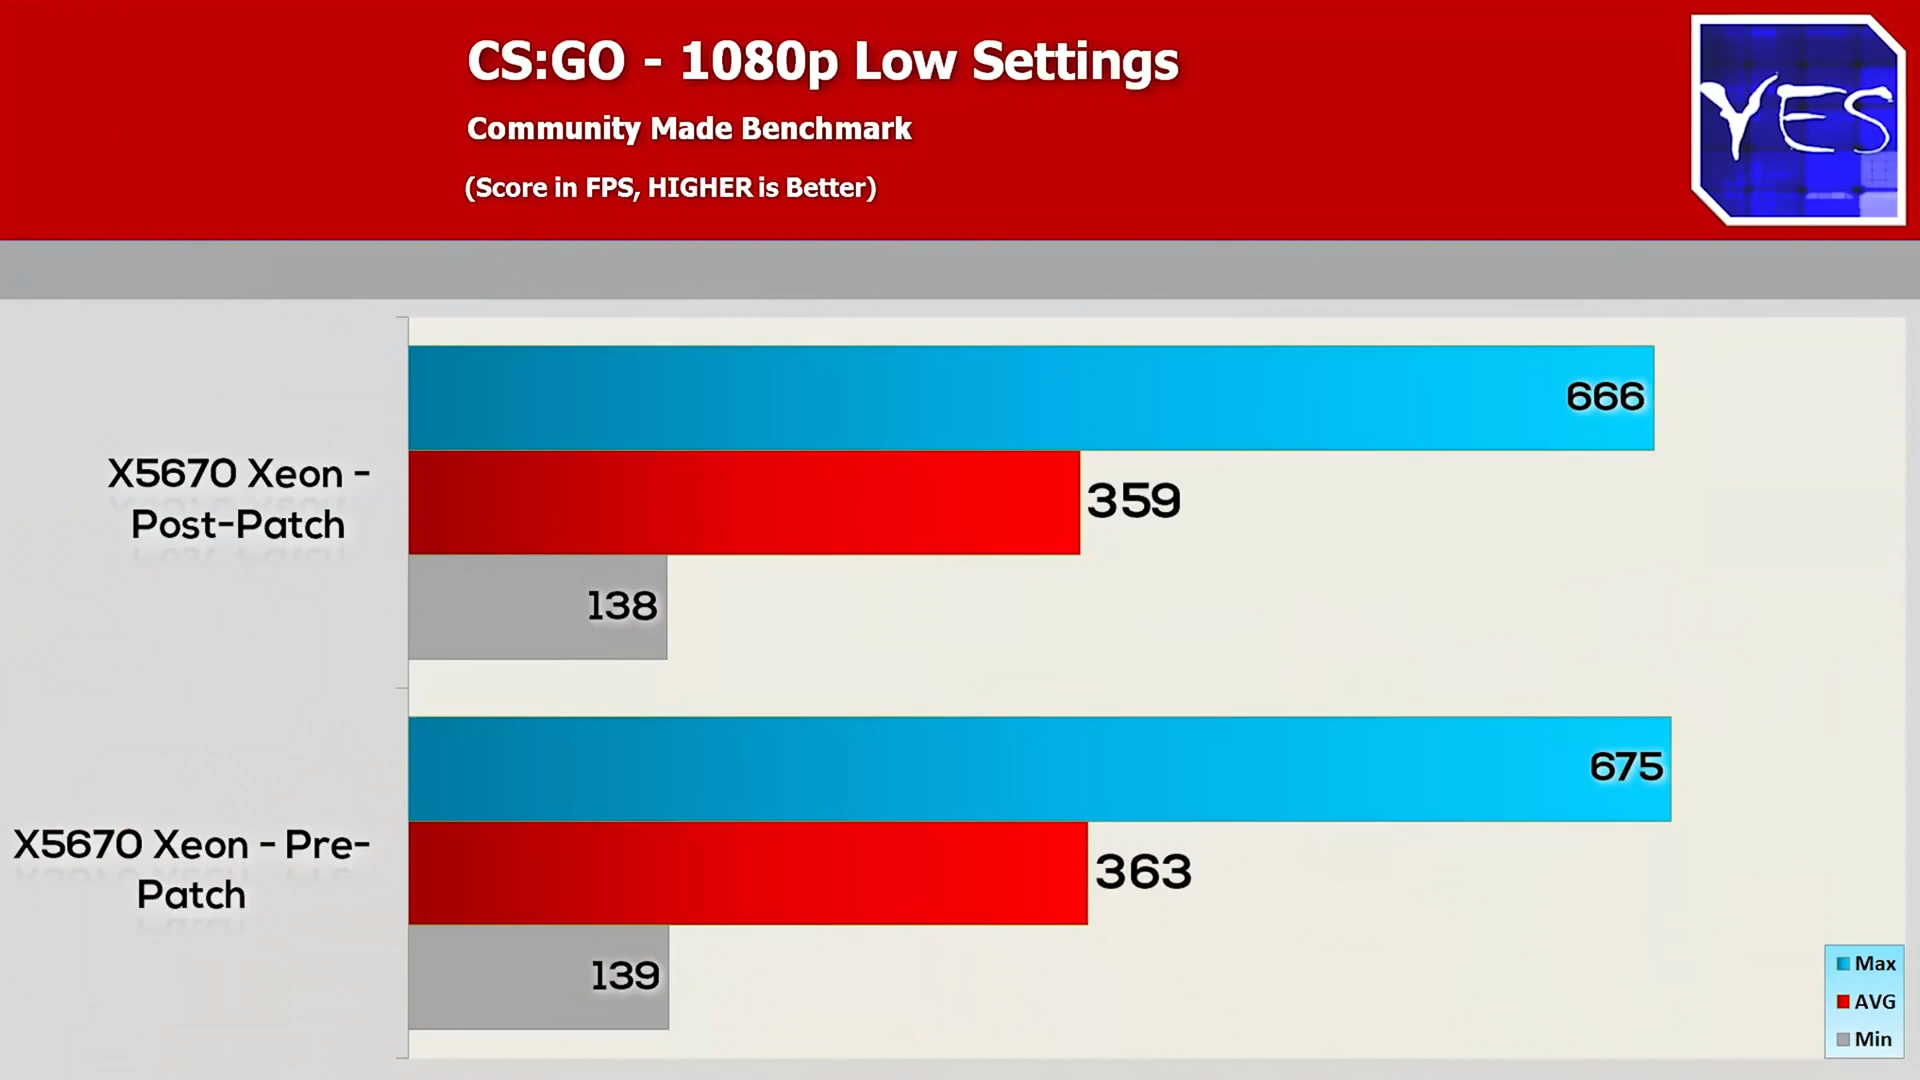 CS:GO - 1080p Low Settings
Community Made Benchmark
(Score in FPS, HIGHER is Better)
YES
X5670 Xeon -
Post-Patch
666
359
138
X5670 Xeon - Pre-
Patch
675
363
139
Max
AVG
Min